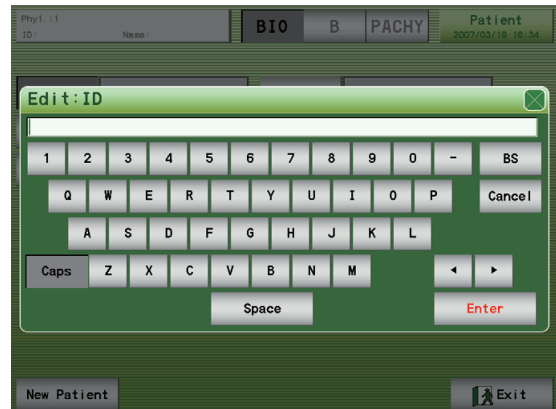 Phy1. :1
BIO B PACHY
Patient
ID: Name:
2007/03/19 16:34
Edit:ID
1 2 3 4 5 6 7 8 9 0 - BS
Q W E R T Y U I O P Cancel
A S D F G H J K L
Caps Z X C V B N M ◄ ►
Space Enter
New Patient Exit